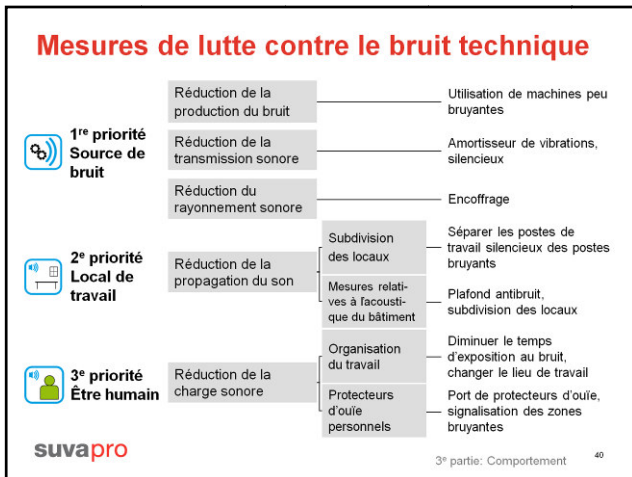 Mesures de lutte contre le bruit technique
1re priorité
Source de
bruit
Réduction de la
production du bruit
Utilisation de machines peu
bruyantes
Réduction de la
transmission sonore
Amortisseur de vibrations,
silencieux
Réduction du
rayonnement sonore
Encoffrage
2e priorité
Local de
travail
Réduction de la
propagation du son
Subdivision
des locaux
Séparer les postes de
travail silencieux des postes
bruyants
Mesures relati-
ves à l'acousti-
que du bâtiment
Plafond antibruit,
subdivision des locaux
3e priorité
Être humain
Réduction de la
charge sonore
Organisation
du travail
Diminuer le temps
d'exposition au bruit,
changer le lieu de travail
Protecteurs
d'ouïe
personnels
Port de protecteurs d'ouïe,
signalisation des zones
bruyantes
suvapro
3e partie: Comportement
40